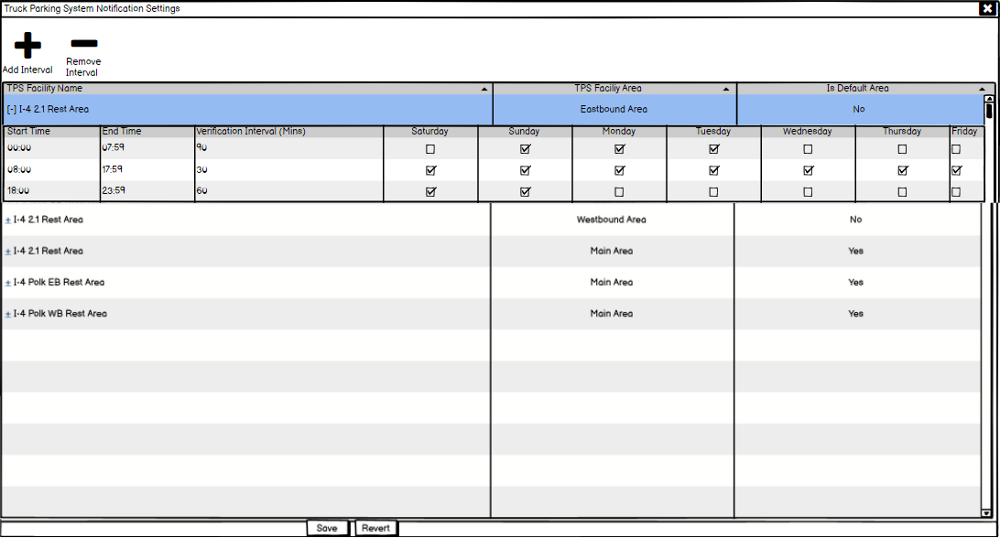 Truck Parking System Notification Settings
Add Interval
Remove
Interval
TPS Facility Name TPS Faciliy Area Is Default Area
[-] I-4 2.1 Rest Area Eastbound Area No
Start Time End Time Verification Interval (Mins) Saturday Sunday Monday Tuesday Wednesday Thursday Friday
00:00 07:59 90
08:00 17:59 30
18:00 23:59 60
± I-4 2.1 Rest Area Westbound Area No
± I-4 2.1 Rest Area Main Area Yes
± I-4 Polk EB Rest Area Main Area Yes
± I-4 Polk WB Rest Area Main Area Yes
Save Revert